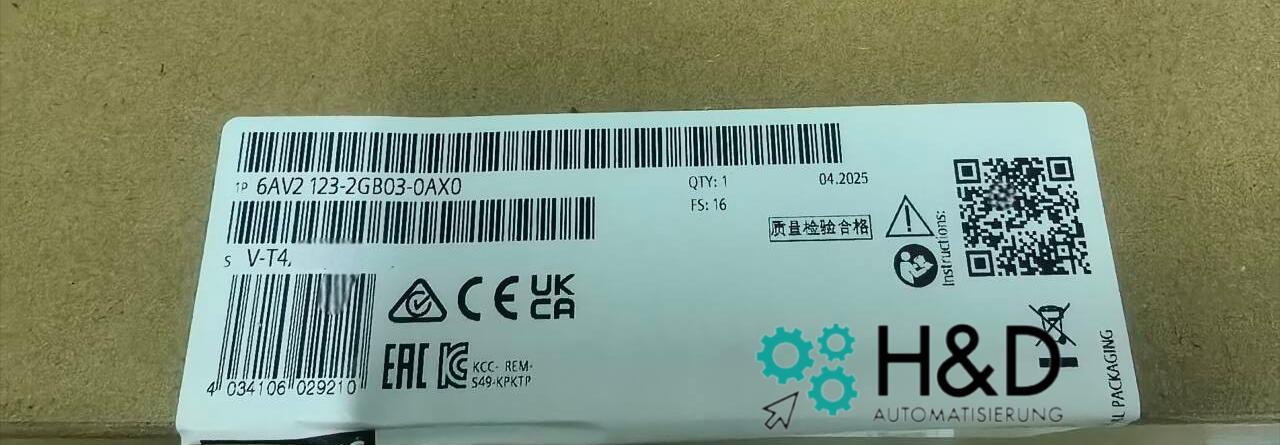 1P 6AV2 123-2GB03-0AX0
QTY: 1
04.2025
FS: 16
质量检验合格
Instructions:
S V-T4,
CE
UK
CA
EAC
KCC- REM-
S49-KPKTP
4 034106 029210
H&D
AUTOMATISIERUNG
AL PACKAGING